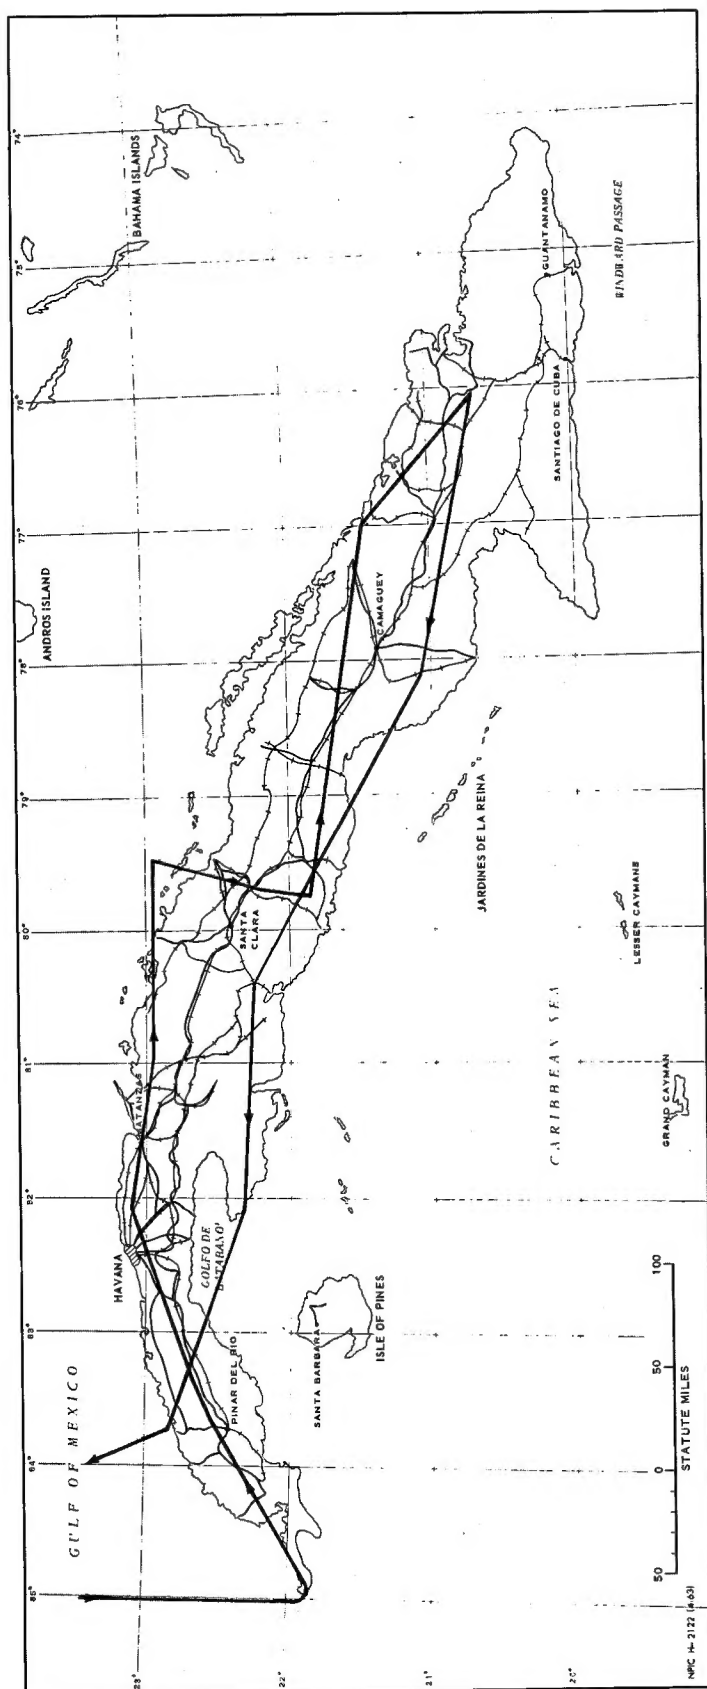 85°
84°
83°
82°
81°
80°
79°
78°
77°
76°
75°
74°
23°
22°
21°
20°
GULF OF MEXICO
HAVANA
MATANZAS
PINAR DEL RIO
GOLFO DE
BATABANO'
SANTA BARBARA
ISLE OF PINES
SANTA
CLARA
ANDROS ISLAND
BAHAMA ISLANDS
CAMAGUEY
JARDINES DE LA REINA
CARIBBEAN SEA
LESSER CAYMANS
GRAND CAYMAN
SANTIAGO DE CUBA
GUANTANAMO
WINDWARD PASSAGE
50 0 50 100
STATUTE MILES
NPIC H-2122 (4/63)